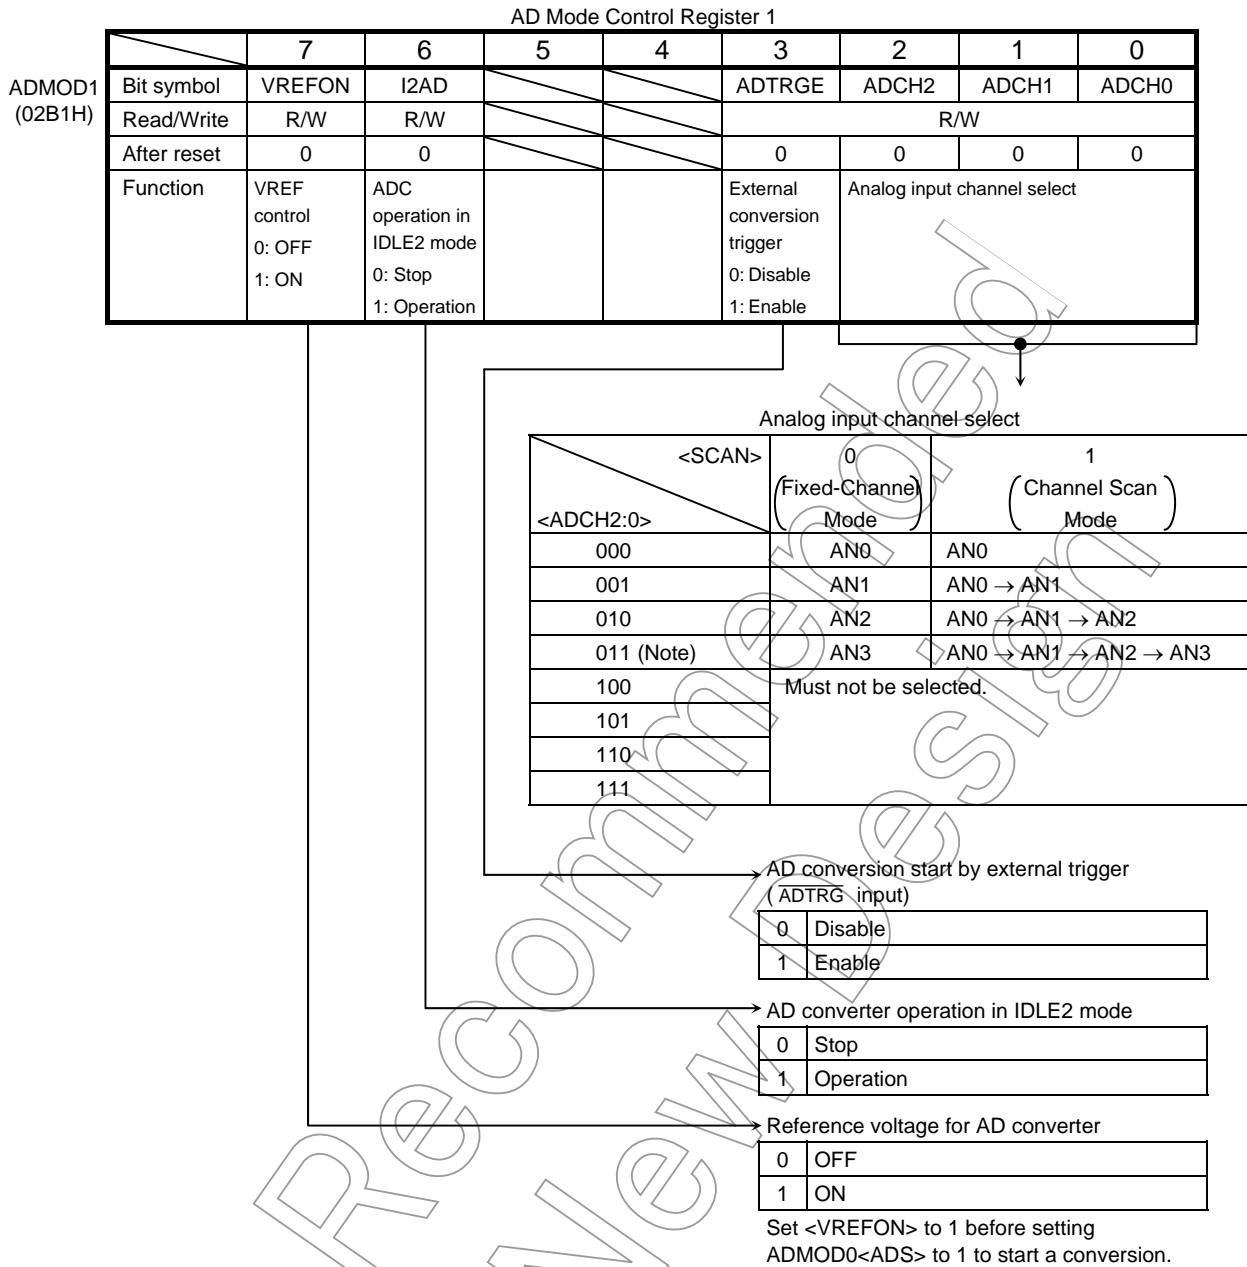 AD Mode Control Register 1
7 6 5 4 3 2 1 0
ADMOD1
(02B1H)
Bit symbol VREFON I2AD ADTRGE ADCH2 ADCH1 ADCH0
Read/Write R/W R/W R/W
After reset 0 0 0 0 0 0
Function
VREF
control
0: OFF
1: ON
ADC
operation in
IDLE2 mode
0: Stop
1: Operation
External
conversion
trigger
0: Disable
1: Enable
Analog input channel select
Analog input channel select
<SCAN>
<ADCH2:0>
0
(Fixed-Channel
Mode)
1
(Channel Scan
Mode)
000 AN0 AN0
001 AN1 AN0 → AN1
010 AN2 AN0 → AN1 → AN2
011 (Note) AN3 AN0 → AN1 → AN2 → AN3
100 Must not be selected.
101
110
111
AD conversion start by external trigger
( ADTRG input)
0 Disable
1 Enable
AD converter operation in IDLE2 mode
0 Stop
1 Operation
Reference voltage for AD converter
0 OFF
1 ON
Set <VREFON> to 1 before setting
ADMOD0<ADS> to 1 to start a conversion.
Recommended
New Design